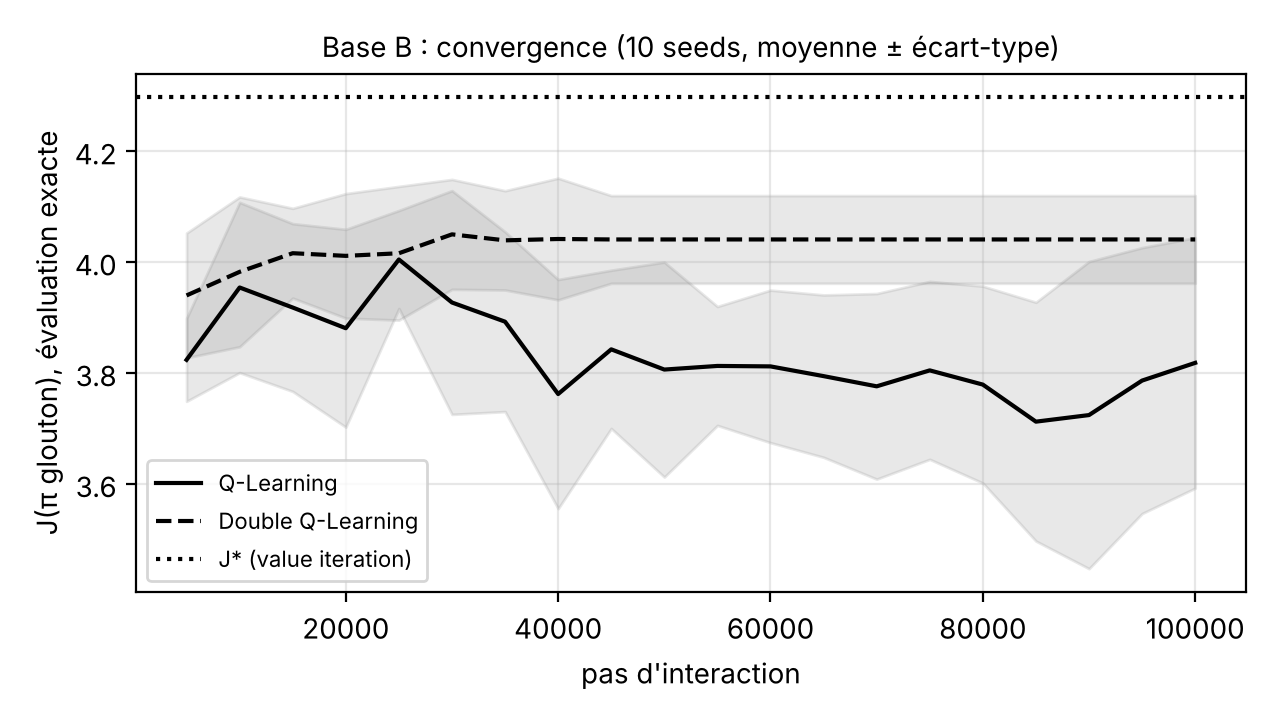 Base B : convergence (10 seeds, moyenne ± écart-type)
J(π glouton), évaluation exacte
4.2
4.0
3.8
3.6
Q-Learning
Double Q-Learning
J* (value iteration)
20000 40000 60000 80000 100000
pas d'interaction